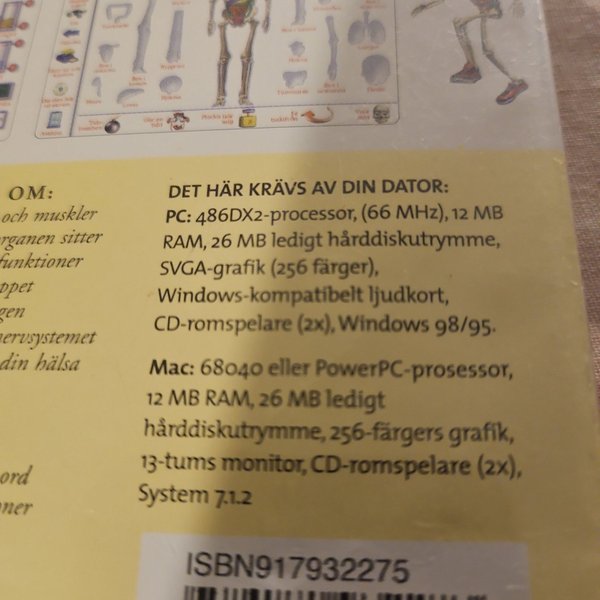 OM:
och muskler
organen sitter
funktioner
ppet
gen
nervsystemet
din hälsa
ord
oner
DET HÄR KRÄVS AV DIN DATOR:
PC: 486DX2-processor, (66 MHz), 12 MB
RAM, 26 MB ledigt hårddiskutrymme,
SVGA-grafik (256 färger),
Windows-kompatibelt ljudkort,
CD-romspelare (2x), Windows 98/95.
Mac: 68040 eller PowerPC-prosessor,
12 MB RAM, 26 MB ledigt
hårddiskutrymme, 256-färgers grafik,
13-tums monitor, CD-romspelare (2x),
System 7.1.2
ISBN917932275